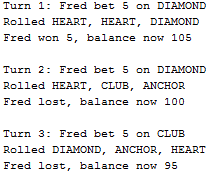 Turn 1: Fred bet 5 on DIAMOND
Rolled HEART, HEART, DIAMOND
Fred won 5, balance now 105
Turn 2: Fred bet 5 on DIAMOND
Rolled HEART, CLUB, ANCHOR
Fred lost, balance now 100
Turn 3: Fred bet 5 on CLUB
Rolled DIAMOND, ANCHOR, HEART
Fred lost, balance now 95